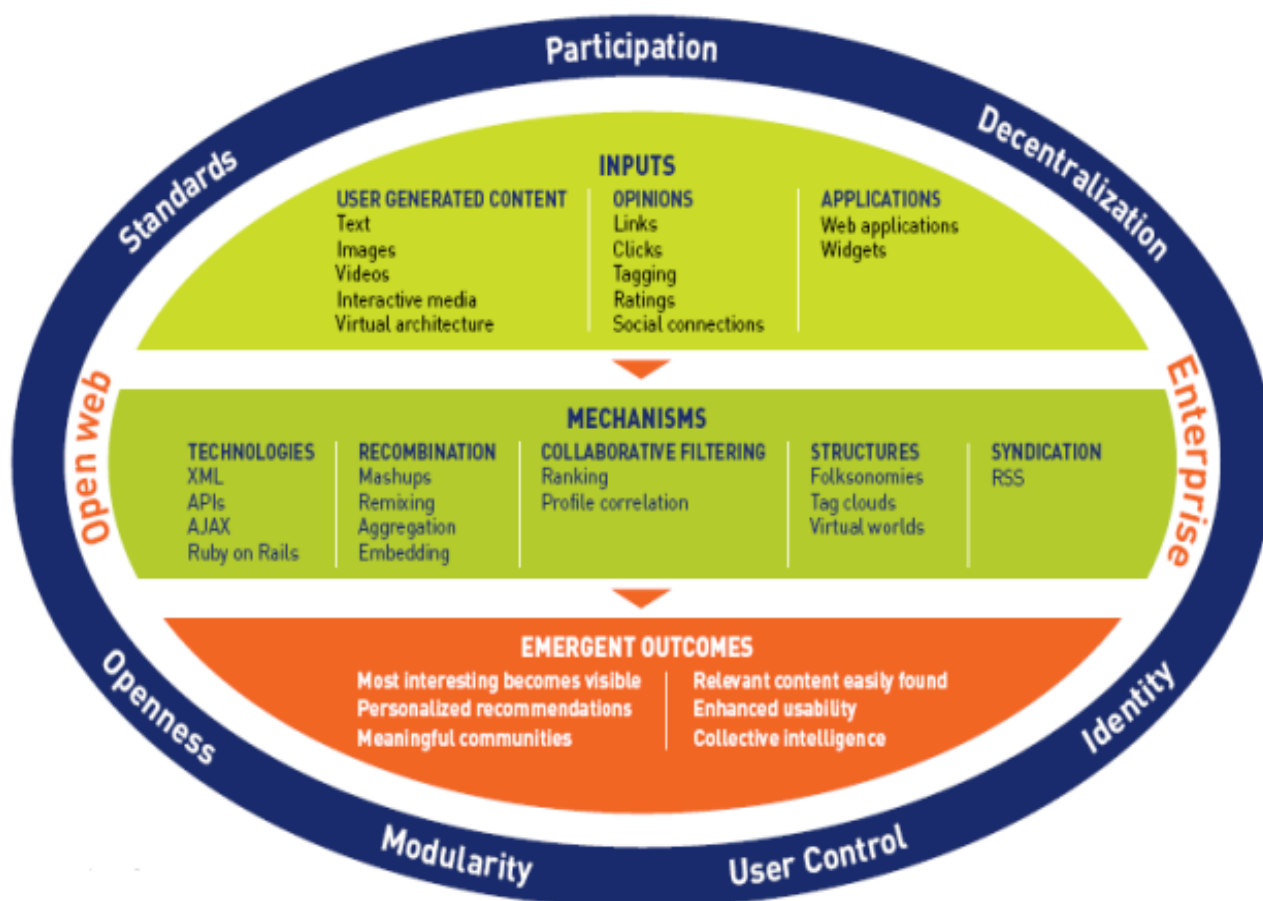 Participation
Decentralization
Standards
INPUTS
USER GENERATED CONTENT
Text
Images
Videos
Interactive media
Virtual architecture
OPINIONS
Links
Clicks
Tagging
Ratings
Social connections
APPLICATIONS
Web applications
Widgets
Open web
Enterprise
MECHANISMS
TECHNOLOGIES
XML
APIs
AJAX
Ruby on Rails
RECOMBINATION
Mashups
Remixing
Aggregation
Embedding
COLLABORATIVE FILTERING
Ranking
Profile correlation
STRUCTURES
Folksonomies
Tag clouds
Virtual worlds
SYNDICATION
RSS
EMERGENT OUTCOMES
Most interesting becomes visible
Personalized recommendations
Meaningful communities
Relevant content easily found
Enhanced usability
Collective intelligence
Openness
Identity
Modularity
User Control